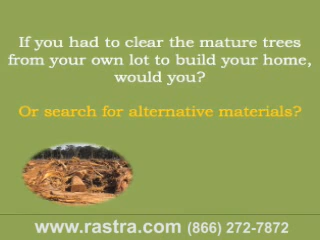 If you had to clear the mature trees
from your own lot to build your home,
would you?
Or search for alternative materials?
www.rastra.com (866) 272-7872